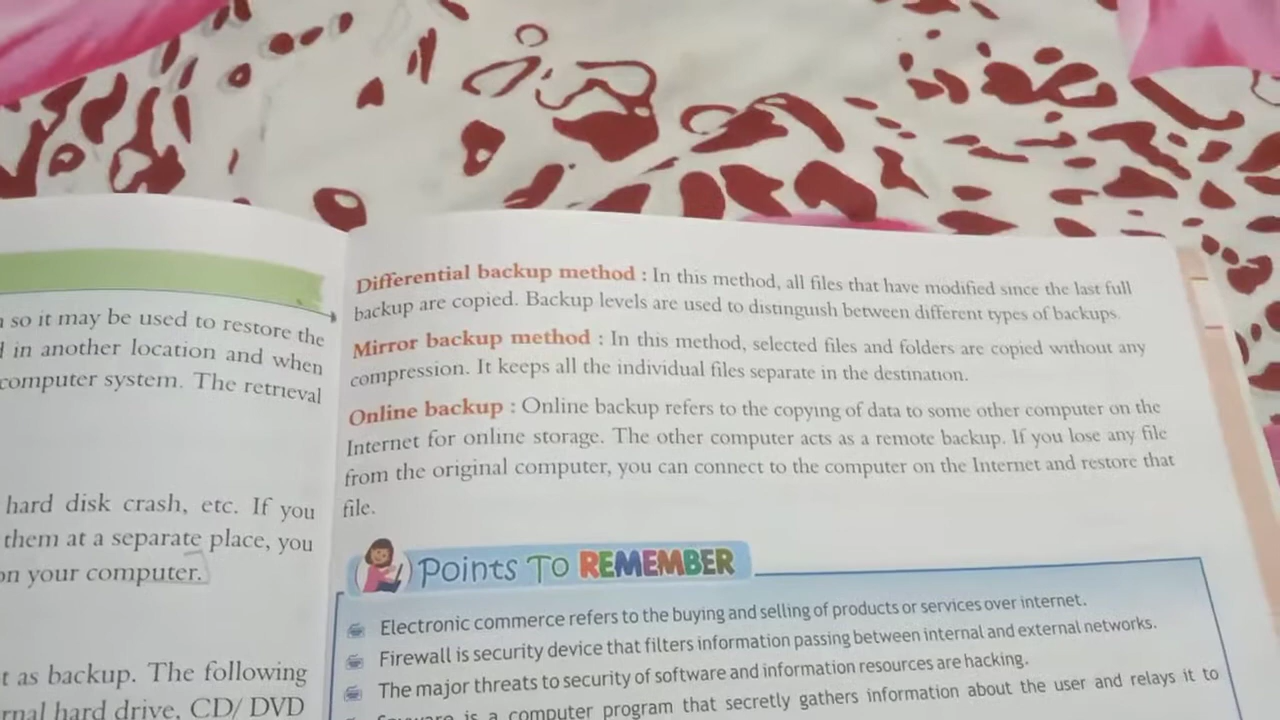 so it may be used to restore the
in another location and when
computer system. The retrieval
hard disk crash, etc. If you
them at a separate place, you
on your computer.
t as backup. The following
rnal hard drive, CD/ DVD
Differential backup method : In this method, all files that have modified since the last full
backup are copied. Backup levels are used to distinguish between different types of backups.
Mirror backup method : In this method, selected files and folders are copied without any
compression. It keeps all the individual files separate in the destination.
Online backup : Online backup refers to the copying of data to some other computer on the
Internet for online storage. The other computer acts as a remote backup. If you lose any file
from the original computer, you can connect to the computer on the Internet and restore that
file.
Points To REMEMBER
Electronic commerce refers to the buying and selling of products or services over internet.
Firewall is security device that filters information passing between internal and external networks.
The major threats to security of software and information resources are hacking.
is a computer program that secretly gathers information about the user and relays it to